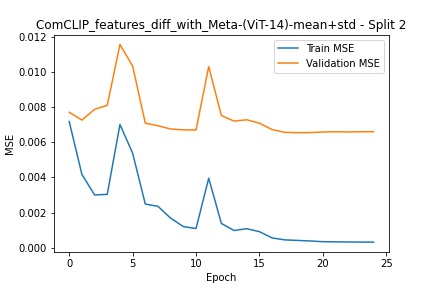 ComCLIP_features_diff_with_Meta-(ViT-14)-mean+std - Split 2
Train MSE
Validation MSE
0.012
0.010
0.008
0.006
0.004
0.002
0.000
MSE
0 5 10 15 20 25
Epoch